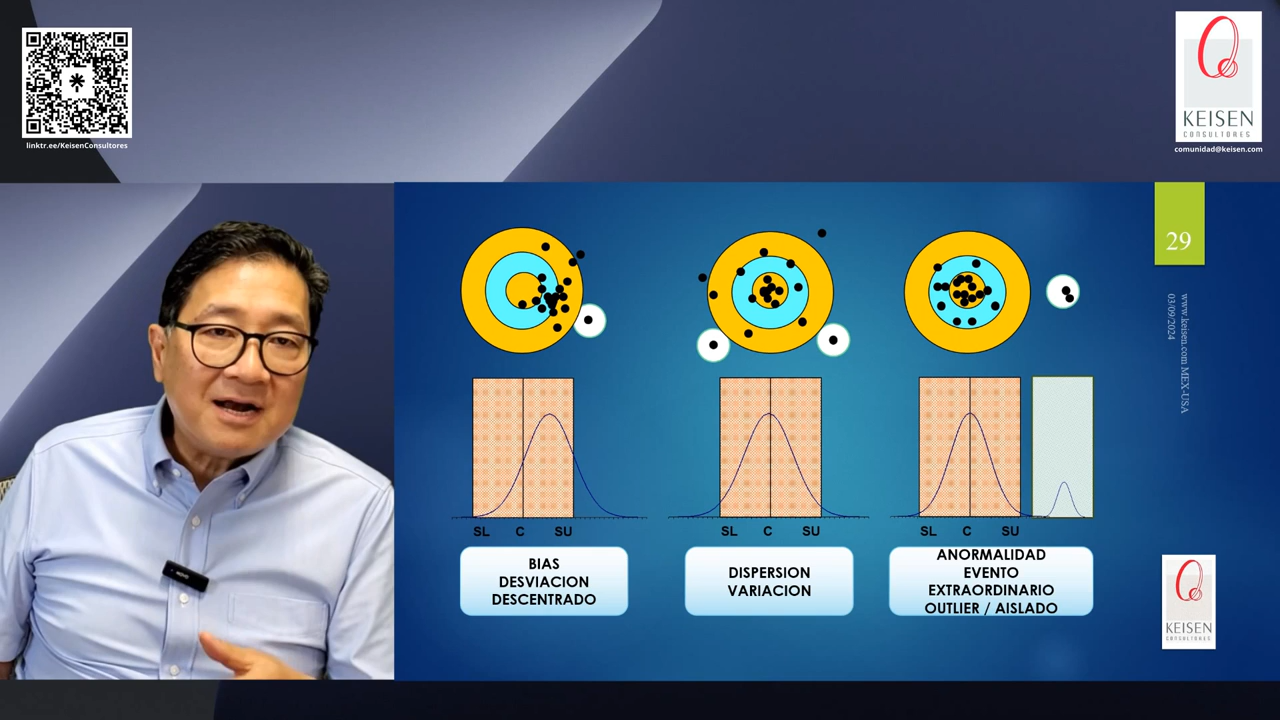 linktr.ee/KeisenConsultores
KEISEN
CONSULTORES
comunidad@keisen.com
29
www.keisen.com MEX-USA
03/09/2024
SL C SU
SL C SU
SL C SU
BIAS
DESVIACION
DESCENTRADO
DISPERSION
VARIACION
ANORMALIDAD
EVENTO
EXTRAORDINARIO
OUTLIER / AISLADO
KEISEN
CONSULTORES